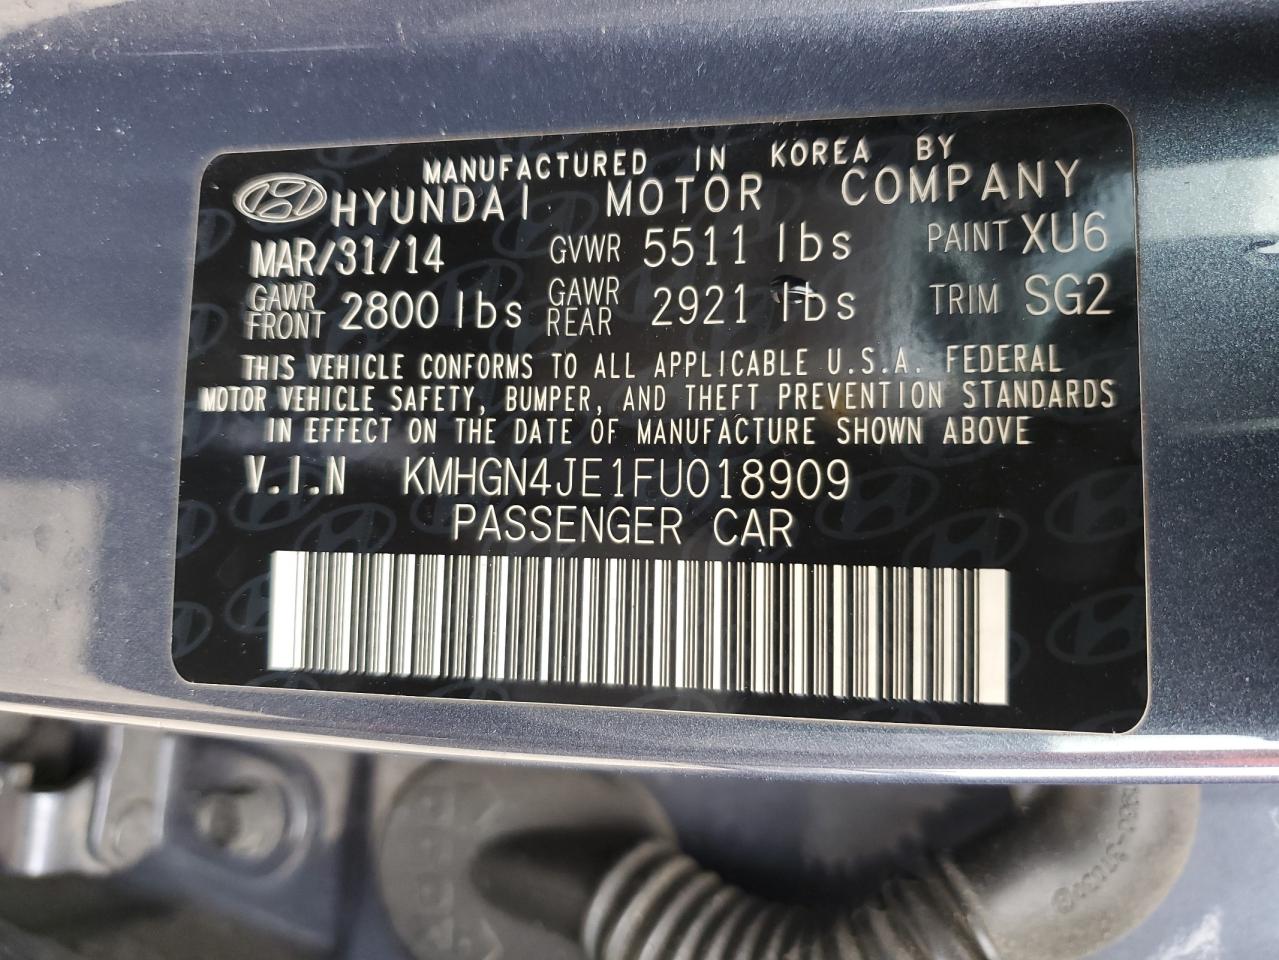 MANUFACTURED IN KOREA BY
HYUNDAI MOTOR COMPANY
MAR/31/14 GVWR 5511 lbs PAINT XU6
GAWR FRONT 2800 lbs GAWR REAR 2921 lbs TRIM SG2
THIS VEHICLE CONFORMS TO ALL APPLICABLE U.S.A. FEDERAL
MOTOR VEHICLE SAFETY, BUMPER, AND THEFT PREVENTION STANDARDS
IN EFFECT ON THE DATE OF MANUFACTURE SHOWN ABOVE
V.I.N KMHGN4JE1FU018909
PASSENGER CAR